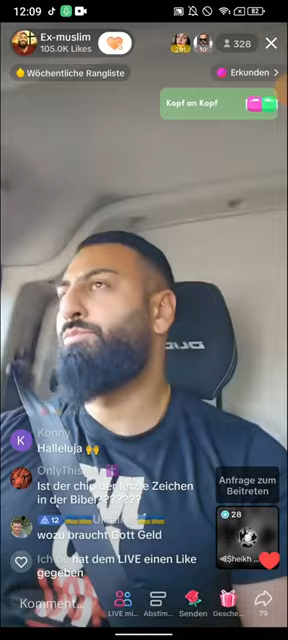 12:09
82
Ex-muslim
105.0K Likes
328
Wöchentliche Rangliste
Erkunden
Kopf an Kopf
K
Konny
Halleluja 🙌
OnlyThis
Ist der chip der letzte Zeichen
in der Bibel???????
12
wozu braucht Gott Geld
Anfrage zum
Beitreten
28
Sheikh
hat dem LIVE einen Like
gegeben
Komment...
LIVE mi...
Abstim...
Senden
Gesche...
79